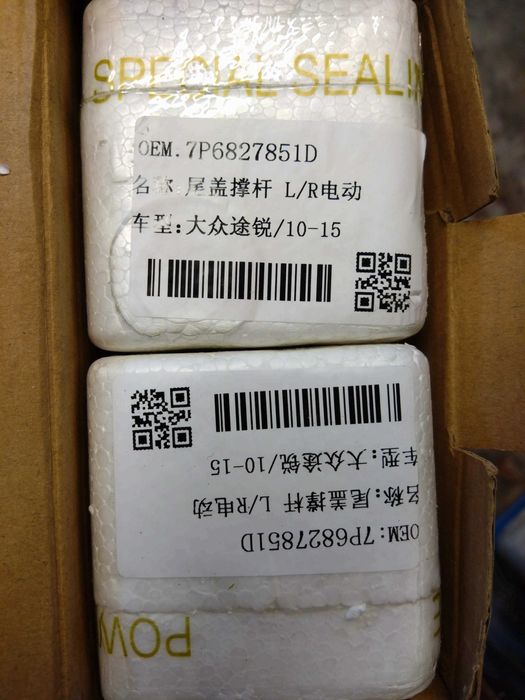 SPECIAL SEALIN
OEM.7P6827851D
名称:尾盖撑杆 L/R电动
车型:大众途锐/10-15
OEM:7P6827851D
名称:尾盖撑杆 L/R电动
车型:大众途锐/10-15
POW